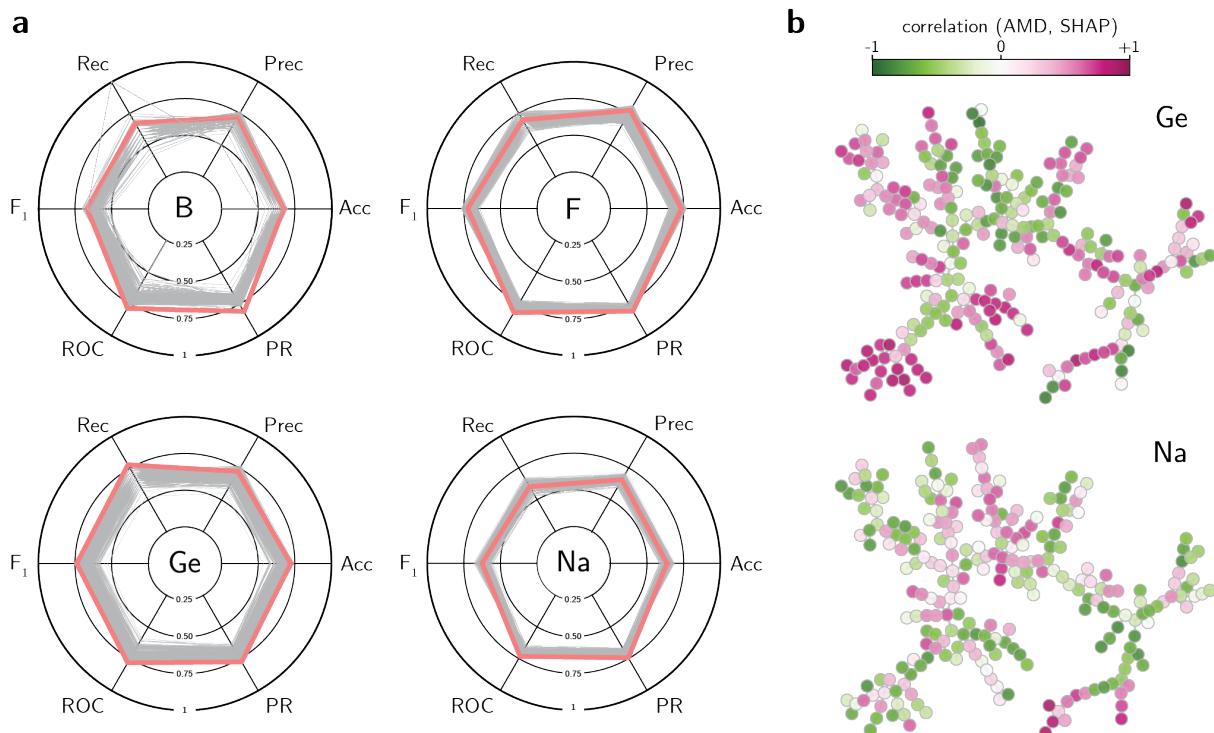 a
Rec
Prec
F1
B
Acc
0.25
0.50
0.75
ROC
PR
1
Rec
Prec
F1
F
Acc
0.25
0.50
0.75
ROC
PR
1
Rec
Prec
F1
Ge
Acc
0.25
0.50
0.75
ROC
PR
1
Rec
Prec
F1
Na
Acc
0.25
0.50
0.75
ROC
PR
1
b
correlation (AMD, SHAP)
-1 0 +1
Ge
Na